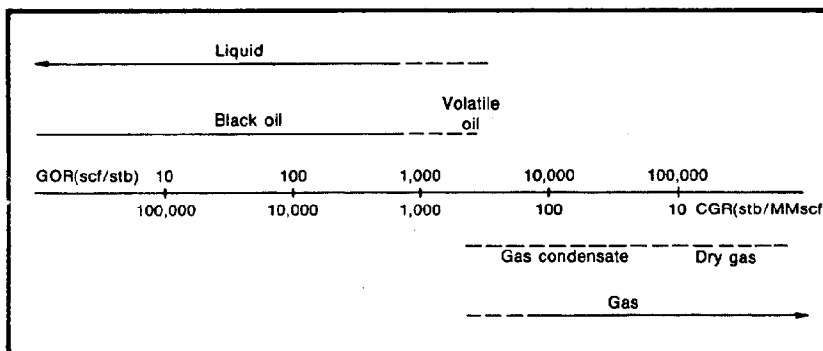 Liquid
Volatile
Black oil oil
GOR(scf/stb) 10 100 1,000 10,000 100,000
100,000 10,000 1,000 100 10 CGR(stb/MMscf
Gas condensate Dry gas
Gas